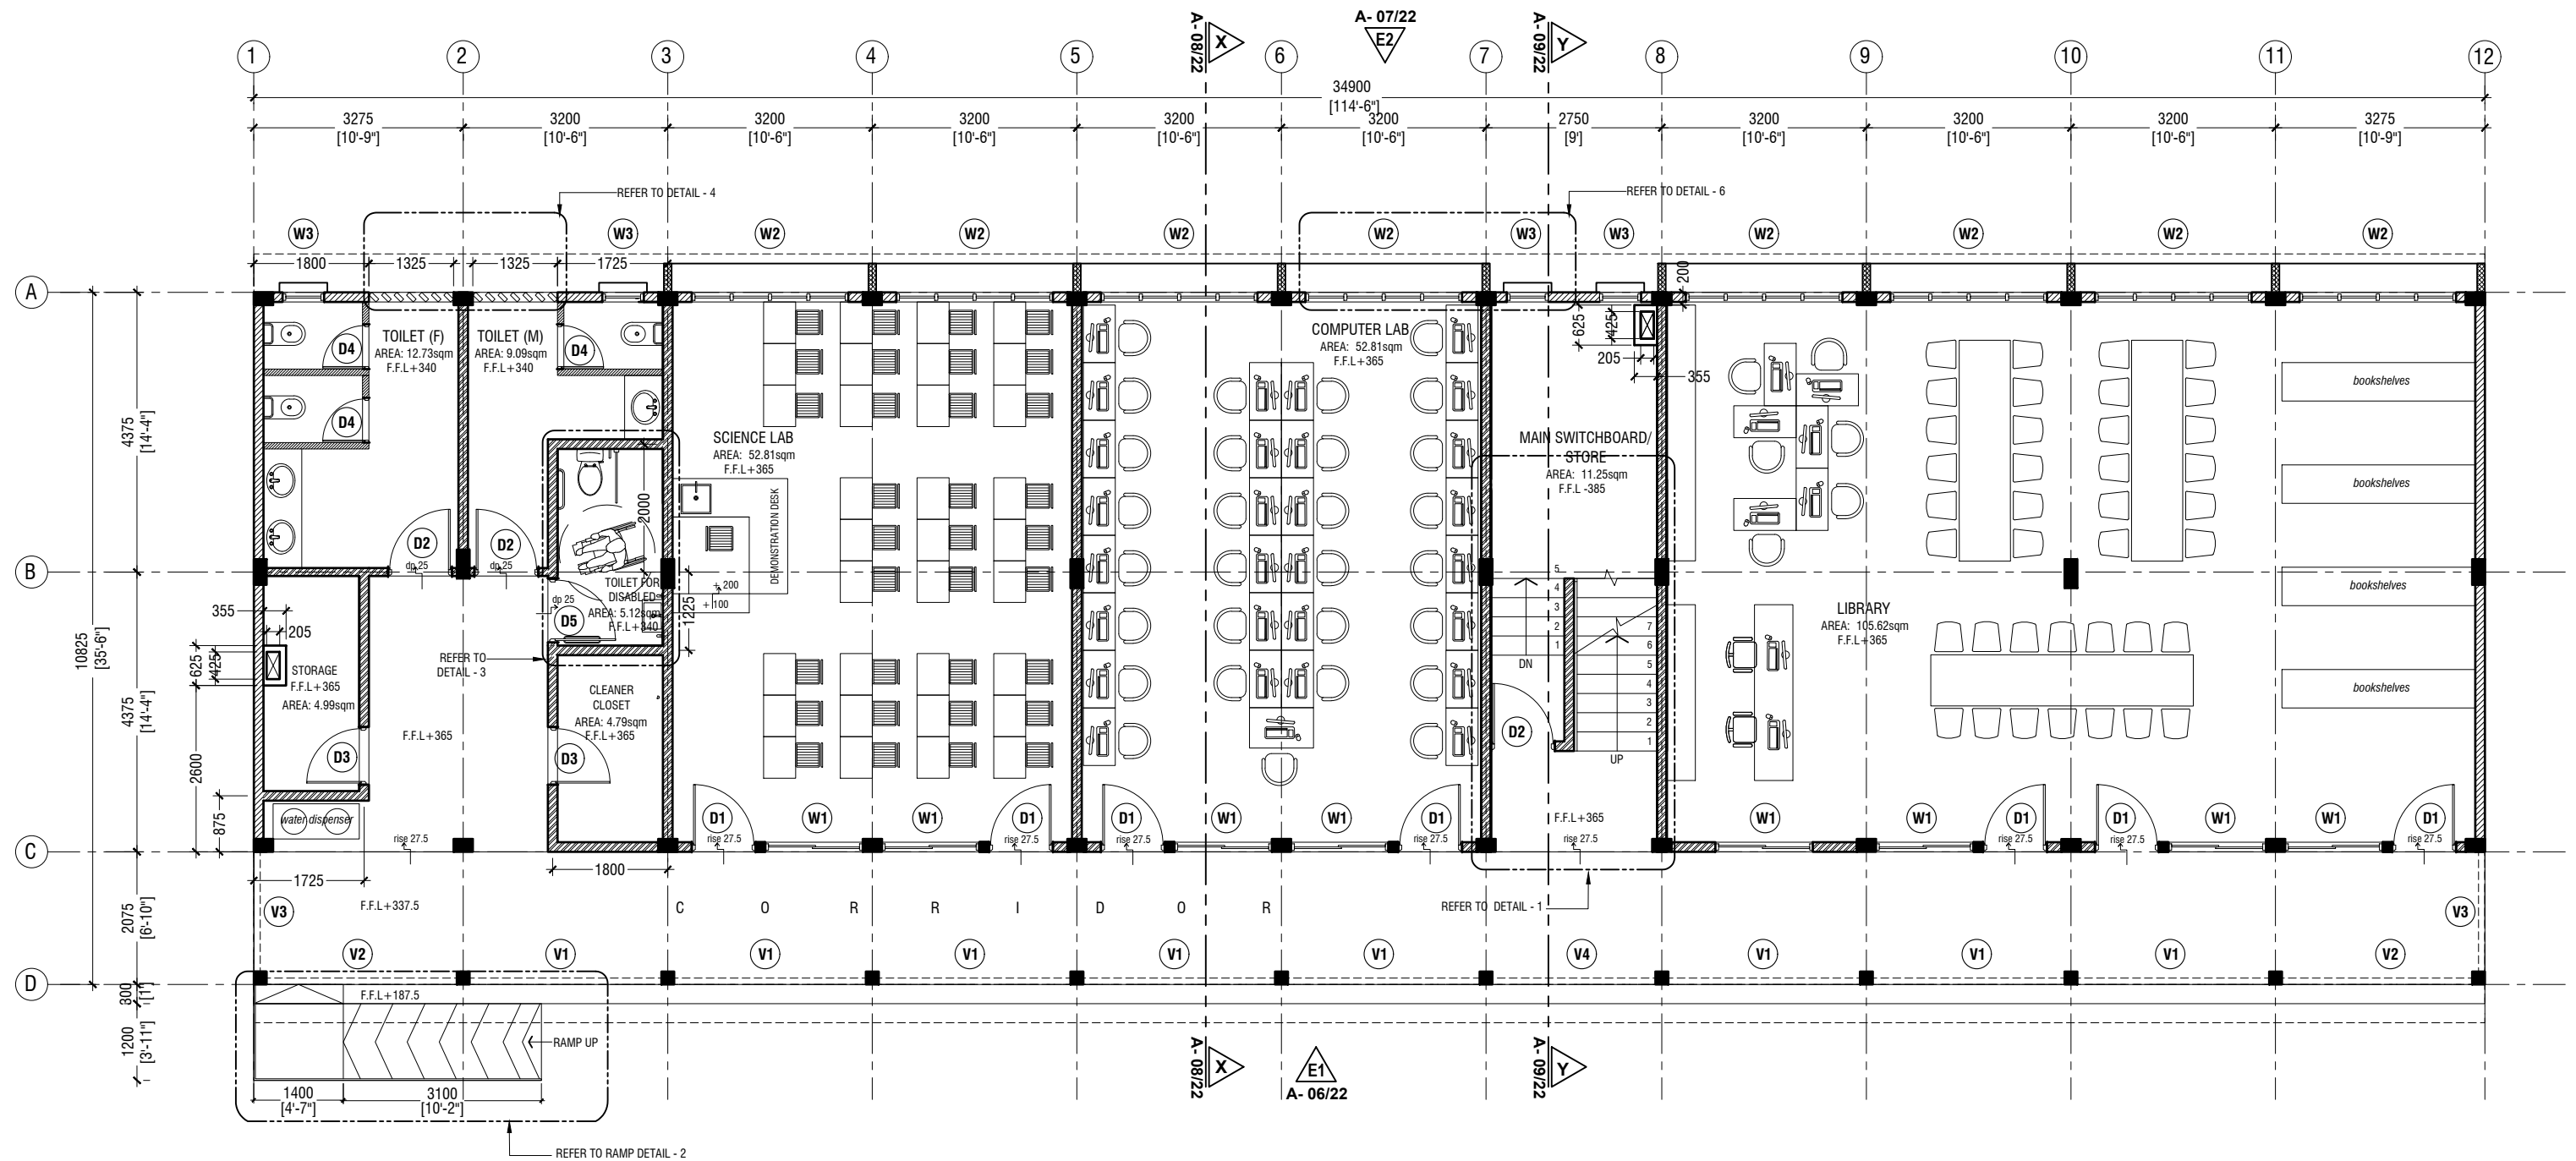 A- 08/22
X
A- 07/22
E2
A- 09/22
Y
1
2
3
4
5
6
7
8
9
10
11
12
34900
[114'-6"]
3275
[10'-9"]
3200
[10'-6"]
3200
[10'-6"]
3200
[10'-6"]
3200
[10'-6"]
3200
[10'-6"]
2750
[9']
3200
[10'-6"]
3200
[10'-6"]
3200
[10'-6"]
3275
[10'-9"]
REFER TO DETAIL - 4
REFER TO DETAIL - 6
W3
W3
W2
W2
W2
W2
W3
W3
W2
W2
W2
W2
1800
1325
1325
1725
200
A
B
C
D
10825
[35'-6"]
4375
[14'-4"]
4375
[14'-4"]
2075
[6'-10"]
300
[1']
1200
[3'-11"]
TOILET (F)
AREA: 12.73sqm
F.F.L+340
TOILET (M)
AREA: 9.09sqm
F.F.L+340
D4
D4
D4
D2
dp 25
D2
dp 25
SCIENCE LAB
AREA: 52.81sqm
F.F.L+365
DEMONSTRATION DESK
+ 200
+ 100
2000
1225
TOILET FOR
DISABLED
AREA: 5.12sqm
F.F.L+340
dp 25
D5
REFER TO
DETAIL - 3
COMPUTER LAB
AREA: 52.81sqm
F.F.L+365
625
425
205
355
MAIN SWITCHBOARD/
STORE
AREA: 11.25sqm
F.F.L -385
5
4
3
2
1
DN
7
6
5
4
3
2
1
UP
D2
F.F.L+365
rise 27.5
bookshelves
bookshelves
bookshelves
bookshelves
LIBRARY
AREA: 105.62sqm
F.F.L+365
355
205
625
425
2600
875
STORAGE
F.F.L+365
AREA: 4.99sqm
D3
F.F.L+365
CLEANER
CLOSET
AREA: 4.79sqm
F.F.L+365
D3
water dispenser
rise 27.5
1725
1800
D1
rise 27.5
W1
W1
D1
rise 27.5
D1
rise 27.5
W1
W1
D1
rise 27.5
W1
W1
D1
rise 27.5
D1
rise 27.5
W1
W1
D1
rise 27.5
V3
F.F.L+337.5
C O R R I D O R
REFER TO DETAIL - 1
V3
V2
V1
V1
V1
V1
V1
V4
V1
V1
V1
V2
F.F.L+187.5
RAMP UP
1400
[4'-7"]
3100
[10'-2"]
REFER TO RAMP DETAIL - 2
A- 08/22
X
E1
A- 06/22
A- 09/22
Y